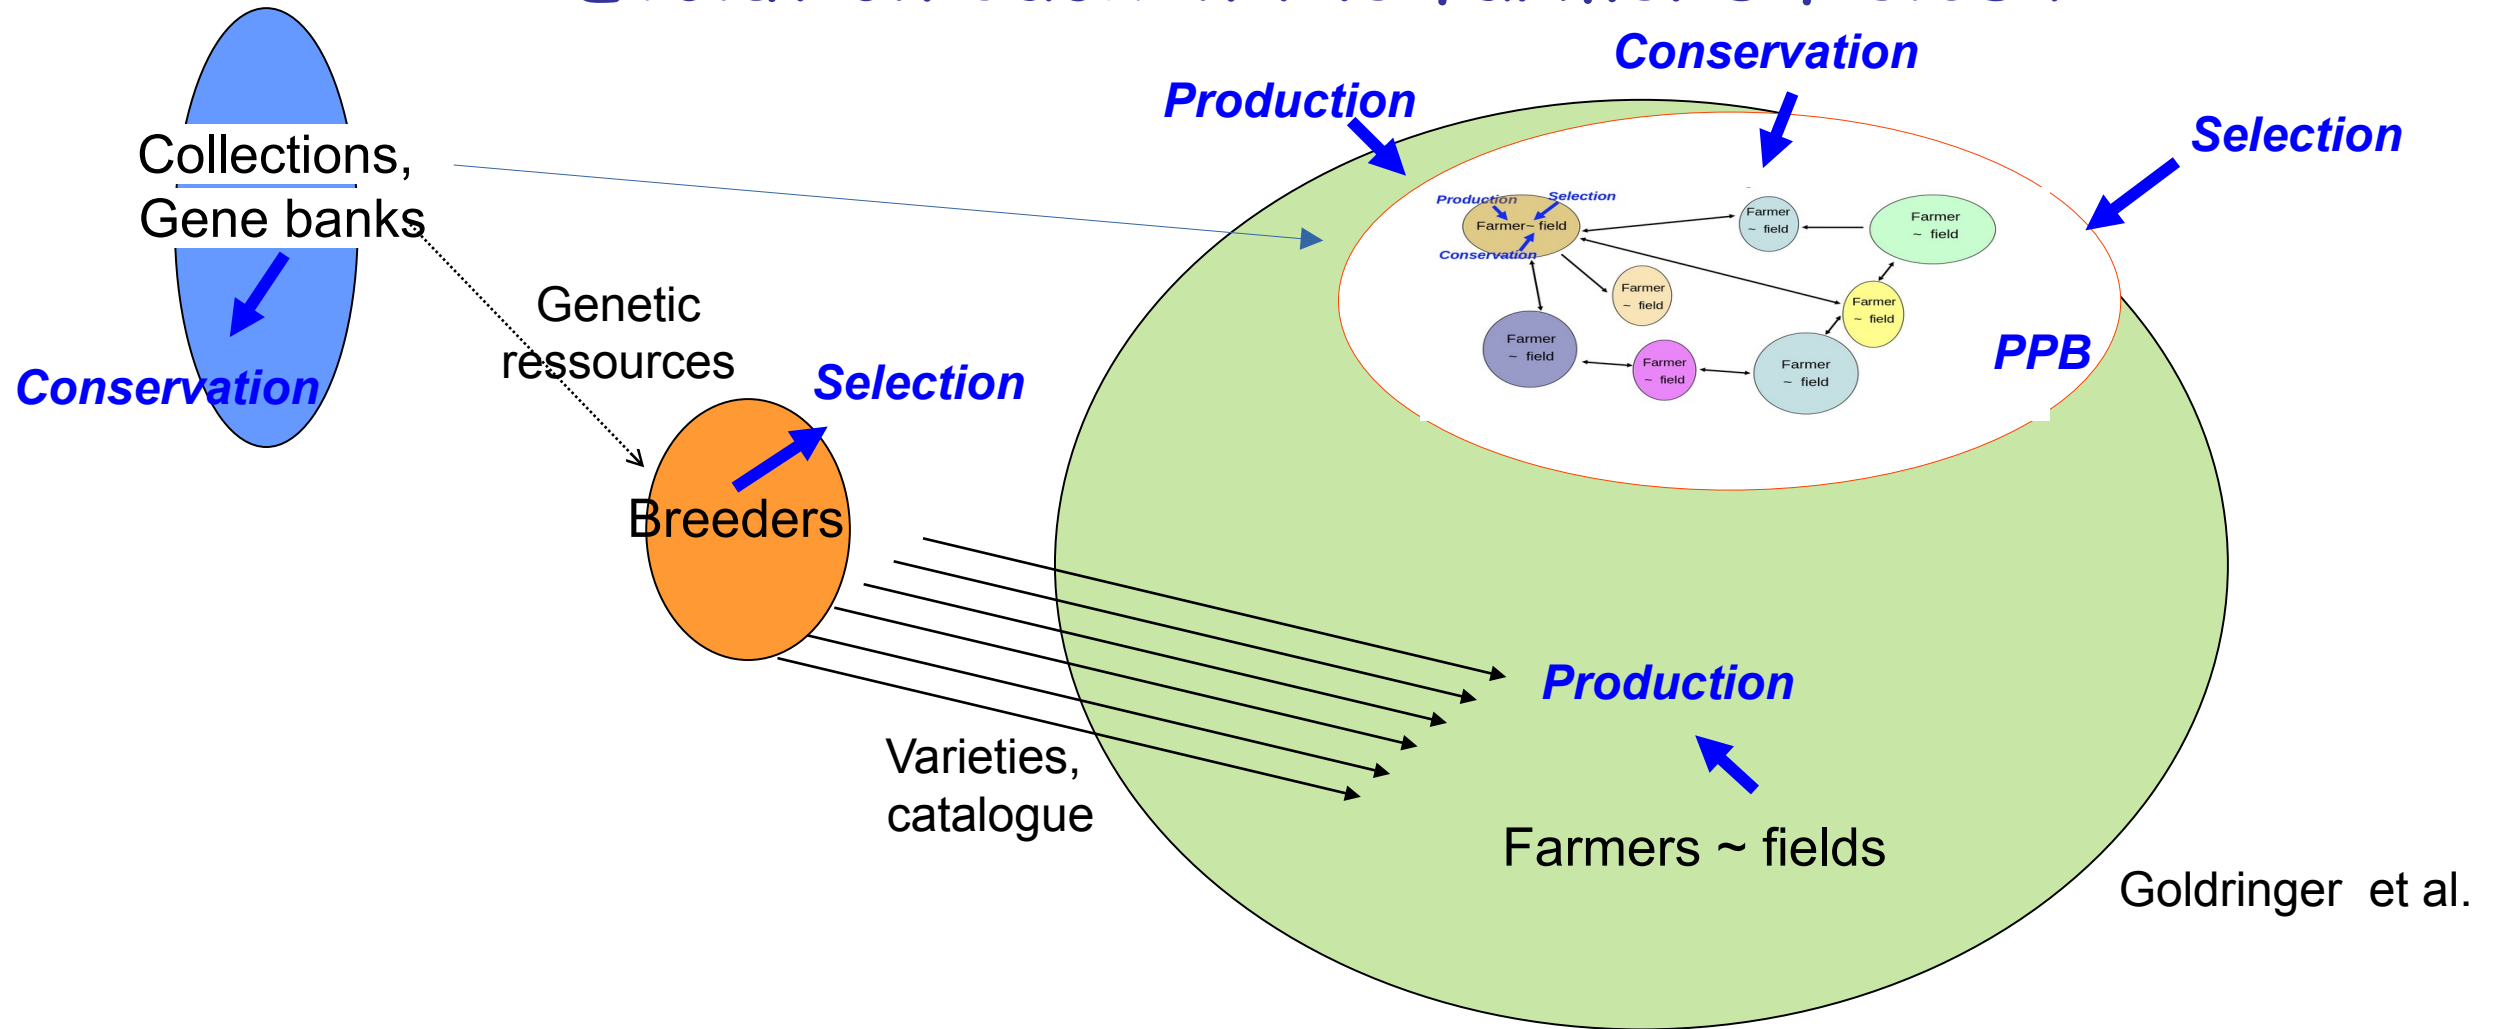 Conservation
Production
Selection
Collections,
Gene banks
Production
Selection
Farmer~ field
Conservation
Farmer
~ field
Farmer
~ field
Farmer
~ field
Farmer
~ field
Farmer
~ field
Farmer
~ field
Farmer
~ field
PPB
Genetic
ressources
Conservation
Selection
Breeders
Production
Varieties,
catalogue
Farmers ~ fields
Goldringer et al.